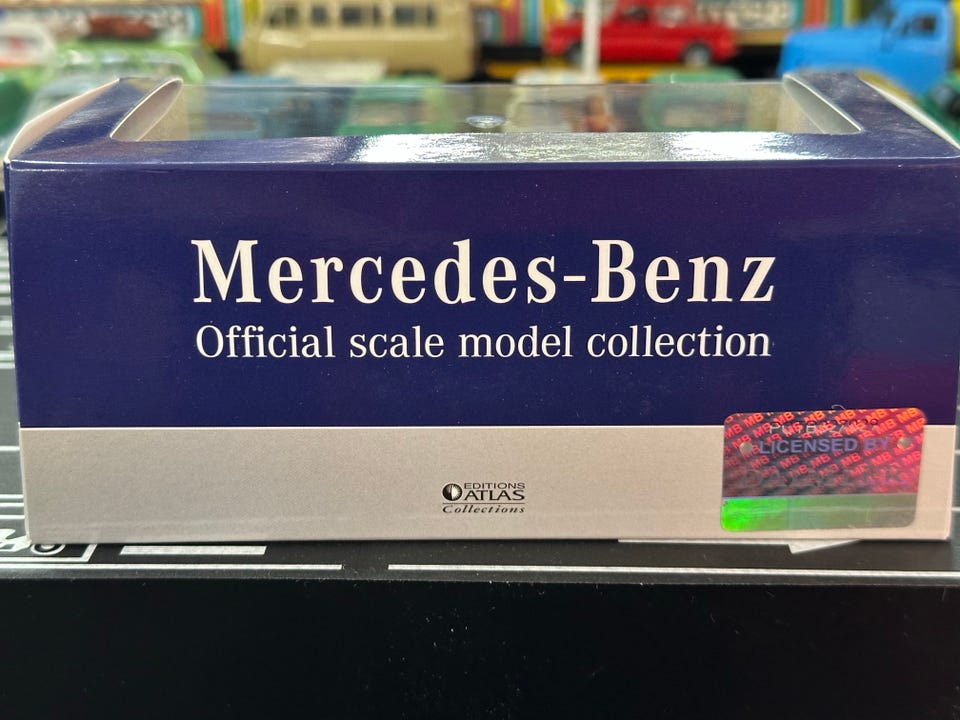 Mercedes-Benz
Official scale model collection
LICENSED BY
EDITIONS
ATLAS
Collections